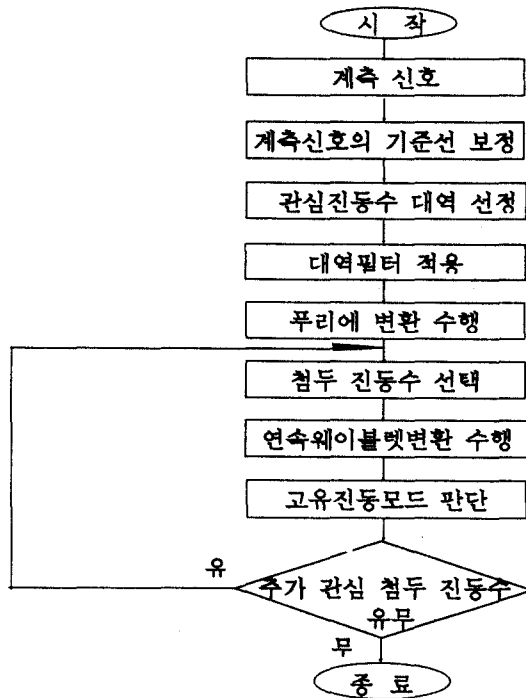 시 작
계측 신호
계측신호의 기준선 보정
관심진동수 대역 선정
대역필터 적용
푸리에 변환 수행
첨두 진동수 선택
연속웨이블렛변환 수행
고유진동모드 판단
유
추가 관심 첨두 진동수
유무
무
종 료